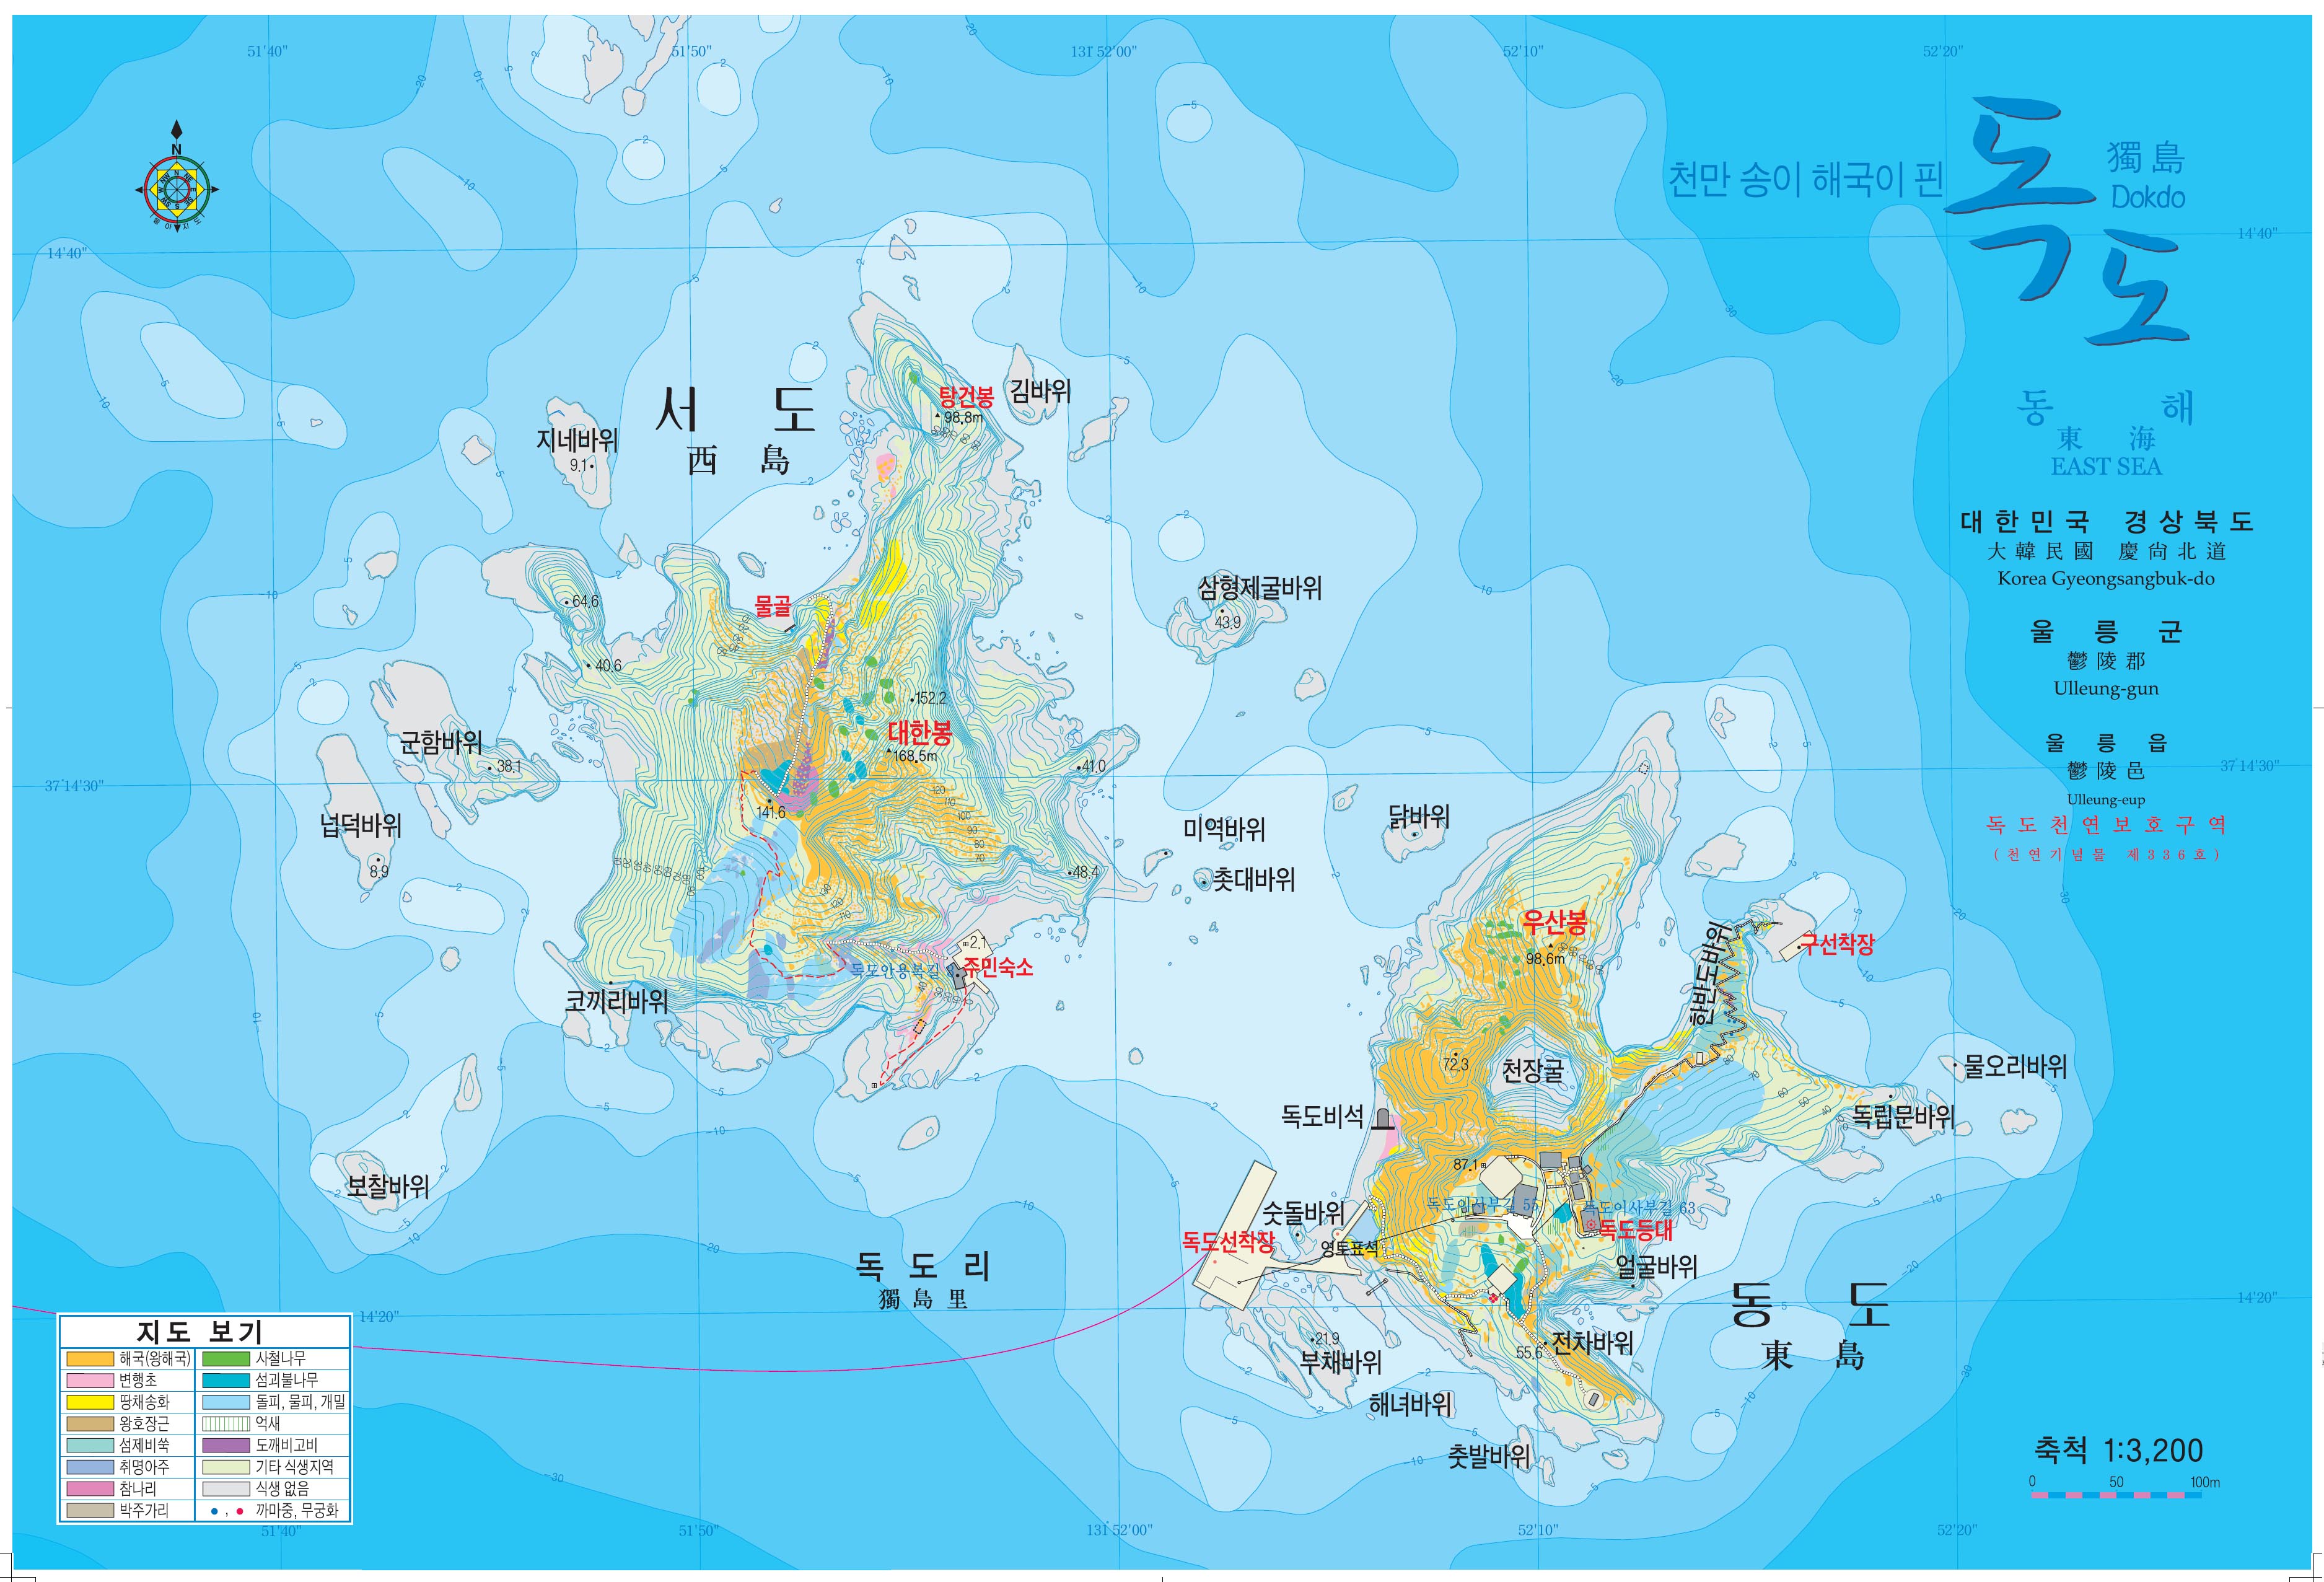 51'40"
51'50"
131°52'00"
52'10"
52'20"
천만 송이 해국이 핀
독도
獨島
Dokdo
14'40"
14'40"
동 해
東 海
EAST SEA
대한민국 경상북도
大韓民國 慶尙北道
Korea Gyeongsangbuk-do
울릉군
鬱陵郡
Ulleung-gun
울릉읍
鬱陵邑
Ulleung-eup
독도천연보호구역
(천연기념물 제336호)
37°14'30"
37°14'30"
N
서 도
西 島
탕건봉
98.8m
김바위
지네바위
9.1
물골
64.6
40.6
152.2
대한봉
168.5m
141.6
41.0
48.4
삼형제굴바위
43.9
군함바위
38.1
넙덕바위
8.9
미역바위
촛대바위
닭바위
2.1
주민숙소
독도안용복길
코끼리바위
보찰바위
우산봉
98.6m
한반도바위
구선착장
72.3
천장굴
물오리바위
독립문바위
독도비석
87.1
독도이사부길 55
독도이사부길 63
독도등대
숫돌바위
독도선착장
영토표석
얼굴바위
동 도
東 島
독도리
獨島里
21.9
부채바위
55.6
전차바위
해녀바위
춧발바위
14'20"
14'20"
지도 보기
해국(왕해국)
사철나무
변행초
섬괴불나무
땅채송화
돌피, 물피, 개밀
왕호장근
억새
섬제비쑥
도깨비고비
취명아주
기타 식생지역
참나리
식생 없음
박주가리
까마중, 무궁화
축척 1:3,200
0 50 100m
51'40"
51'50"
131°52'00"
52'10"
52'20"